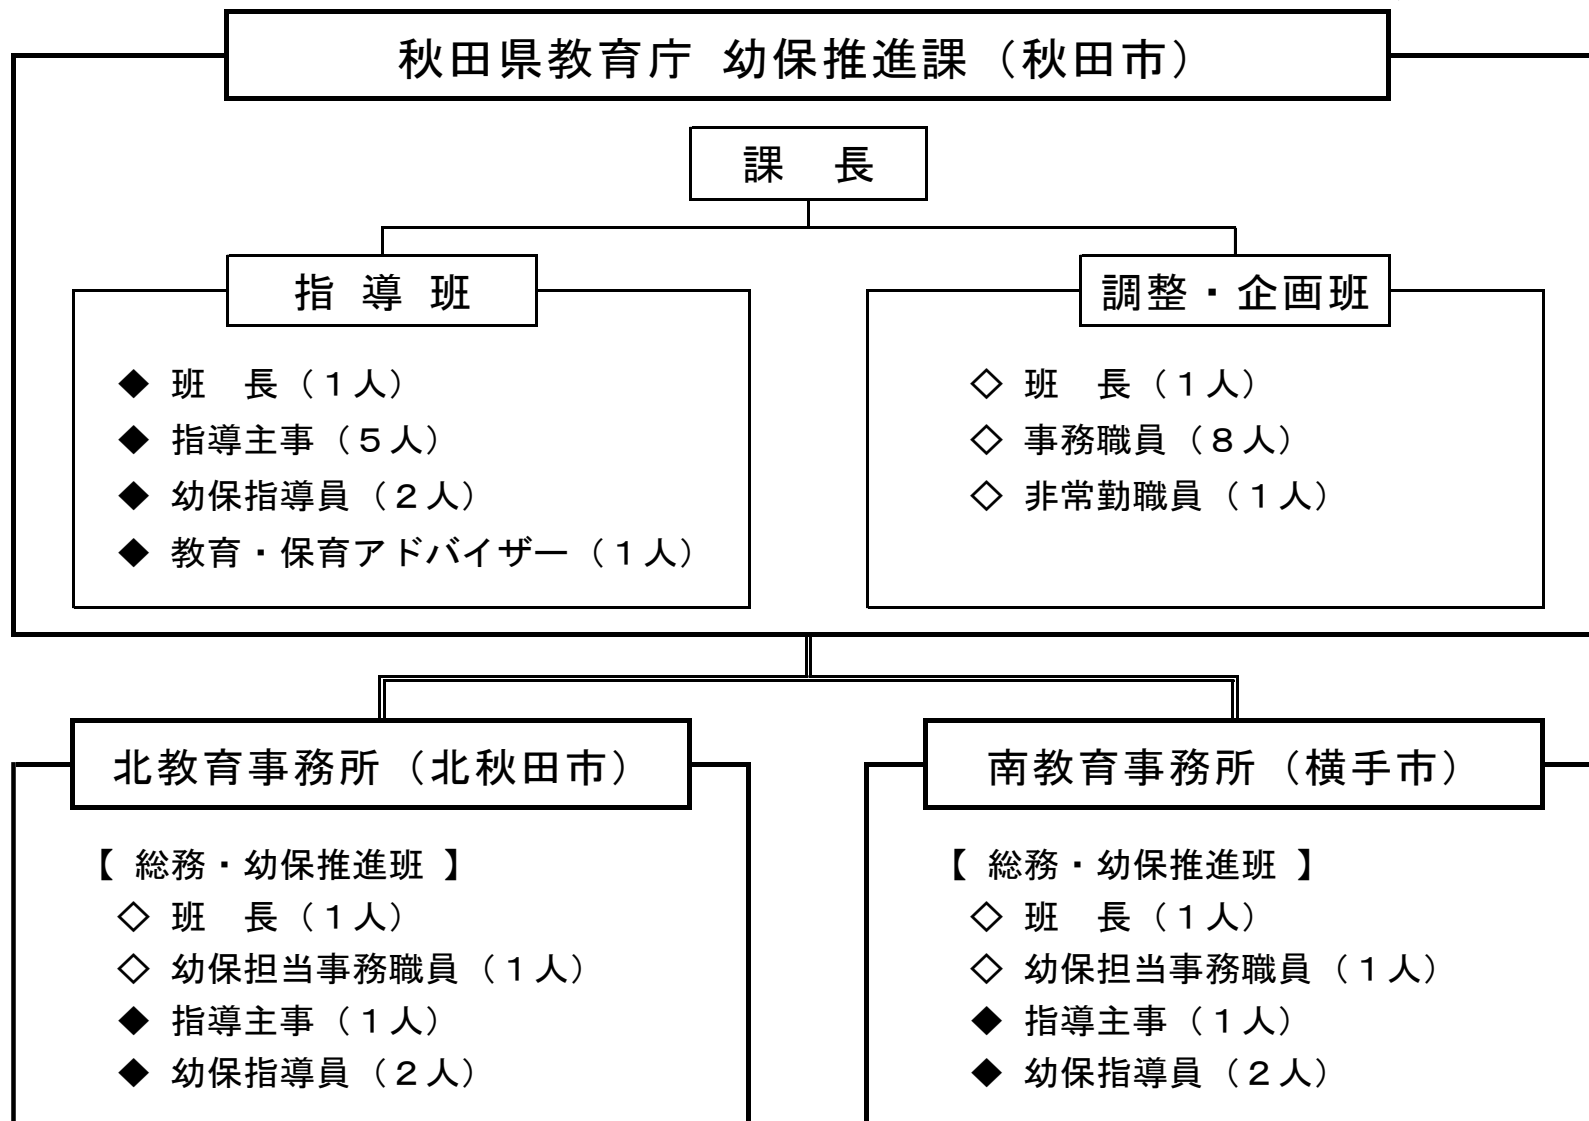 秋田県教育庁 幼保推進課（秋田市）
課　長
指 導 班
◆ 班　長（１人）
◆ 指導主事（５人）
◆ 幼保指導員（２人）
◆ 教育・保育アドバイザー（１人）
調整・企画班
◇ 班　長（１人）
◇ 事務職員（８人）
◇ 非常勤職員（１人）
北教育事務所（北秋田市）
【 総務・幼保推進班 】
◇ 班　長（１人）
◇ 幼保担当事務職員（１人）
◆ 指導主事（１人）
◆ 幼保指導員（２人）
南教育事務所（横手市）
【 総務・幼保推進班 】
◇ 班　長（１人）
◇ 幼保担当事務職員（１人）
◆ 指導主事（１人）
◆ 幼保指導員（２人）